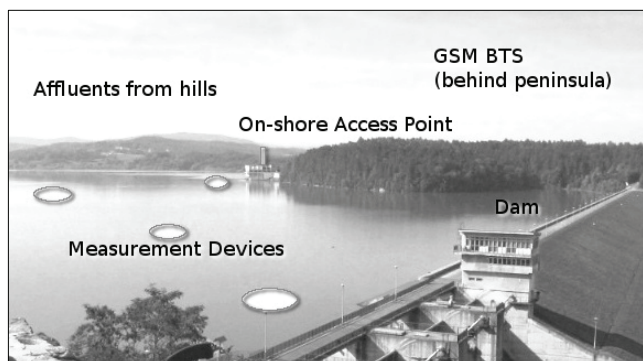 GSM BTS
(behind peninsula)
Affluents from hills
On-shore Access Point
Dam
Measurement Devices